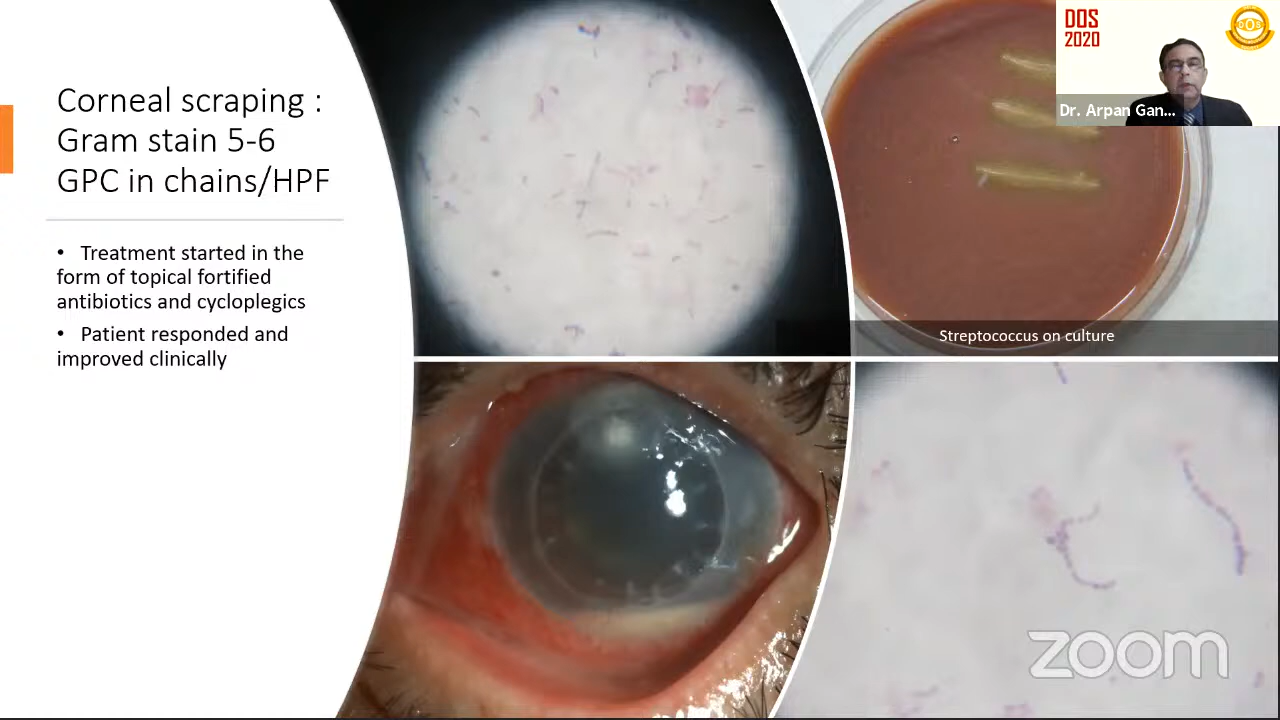 Corneal scraping :
Gram stain 5-6
GPC in chains/HPF
• Treatment started in the
form of topical fortified
antibiotics and cycloplegics
• Patient responded and
improved clinically
Streptococcus on culture
DOS
2020
DOS
Dr. Arpan Gan...
zoom